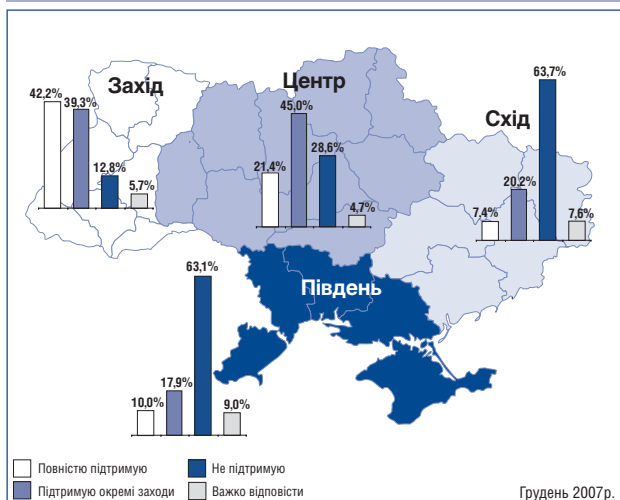 Захід
42,2%
39,3%
12,8%
5,7%
Центр
21,4%
45,0%
28,6%
4,7%
Схід
7,4%
20,2%
63,7%
7,6%
Південь
10,0%
17,9%
63,1%
9,0%
Повністю підтримую
Не підтримую
Підтримую окремі заходи
Важко відповісти
Грудень 2007р.